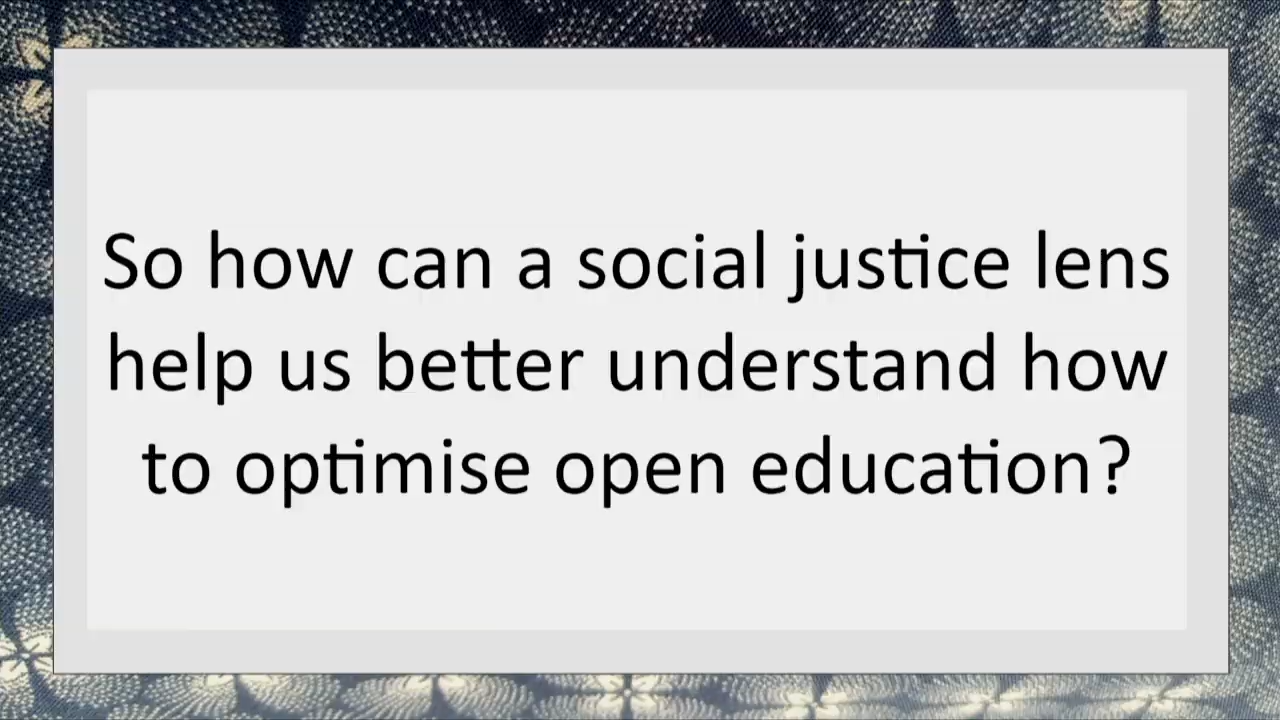 So how can a social justice lens
help us better understand how
to optimise open education?